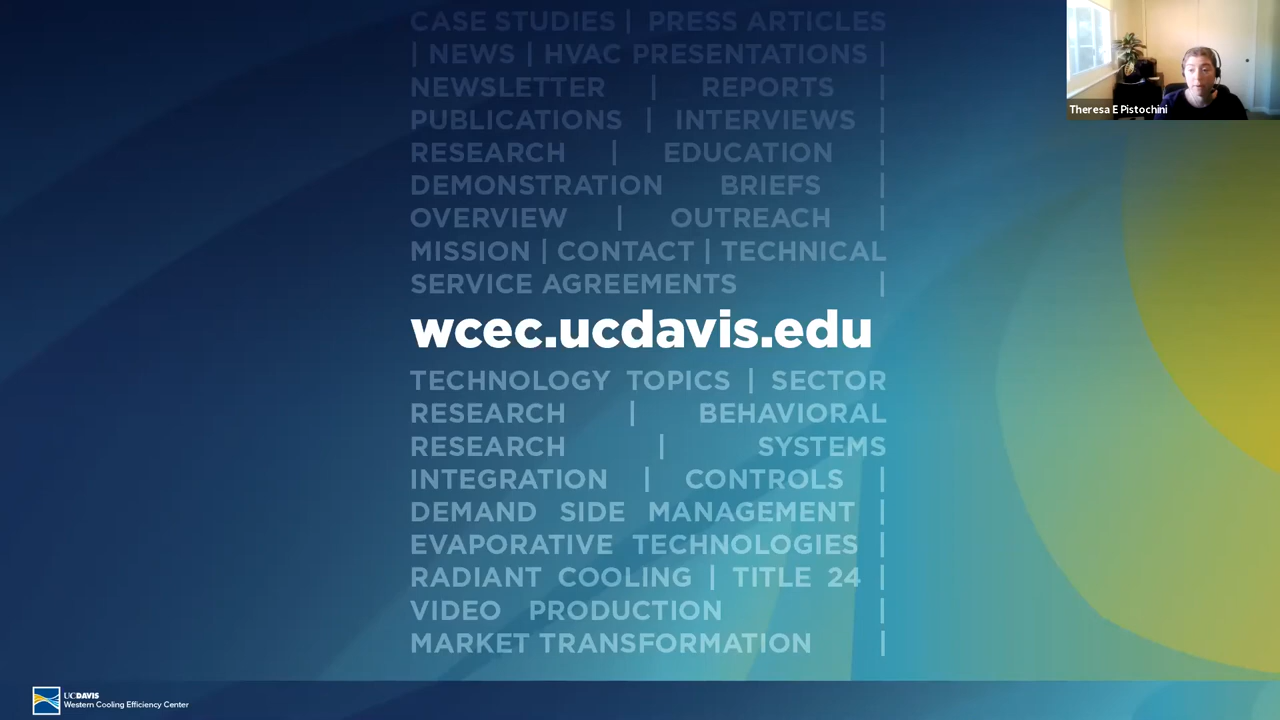 CASE STUDIES | PRESS ARTICLES
| NEWS | HVAC PRESENTATIONS |
NEWSLETTER | REPORTS |
PUBLICATIONS | INTERVIEWS |
RESEARCH | EDUCATION |
DEMONSTRATION BRIEFS |
OVERVIEW | OUTREACH |
MISSION | CONTACT | TECHNICAL
SERVICE AGREEMENTS |
wcec.ucdavis.edu
TECHNOLOGY TOPICS | SECTOR
RESEARCH | BEHAVIORAL
RESEARCH | SYSTEMS
INTEGRATION | CONTROLS |
DEMAND SIDE MANAGEMENT |
EVAPORATIVE TECHNOLOGIES |
RADIANT COOLING | TITLE 24 |
VIDEO PRODUCTION |
MARKET TRANSFORMATION |
Theresa E Pistochini
UCDAVIS
Western Cooling Efficiency Center